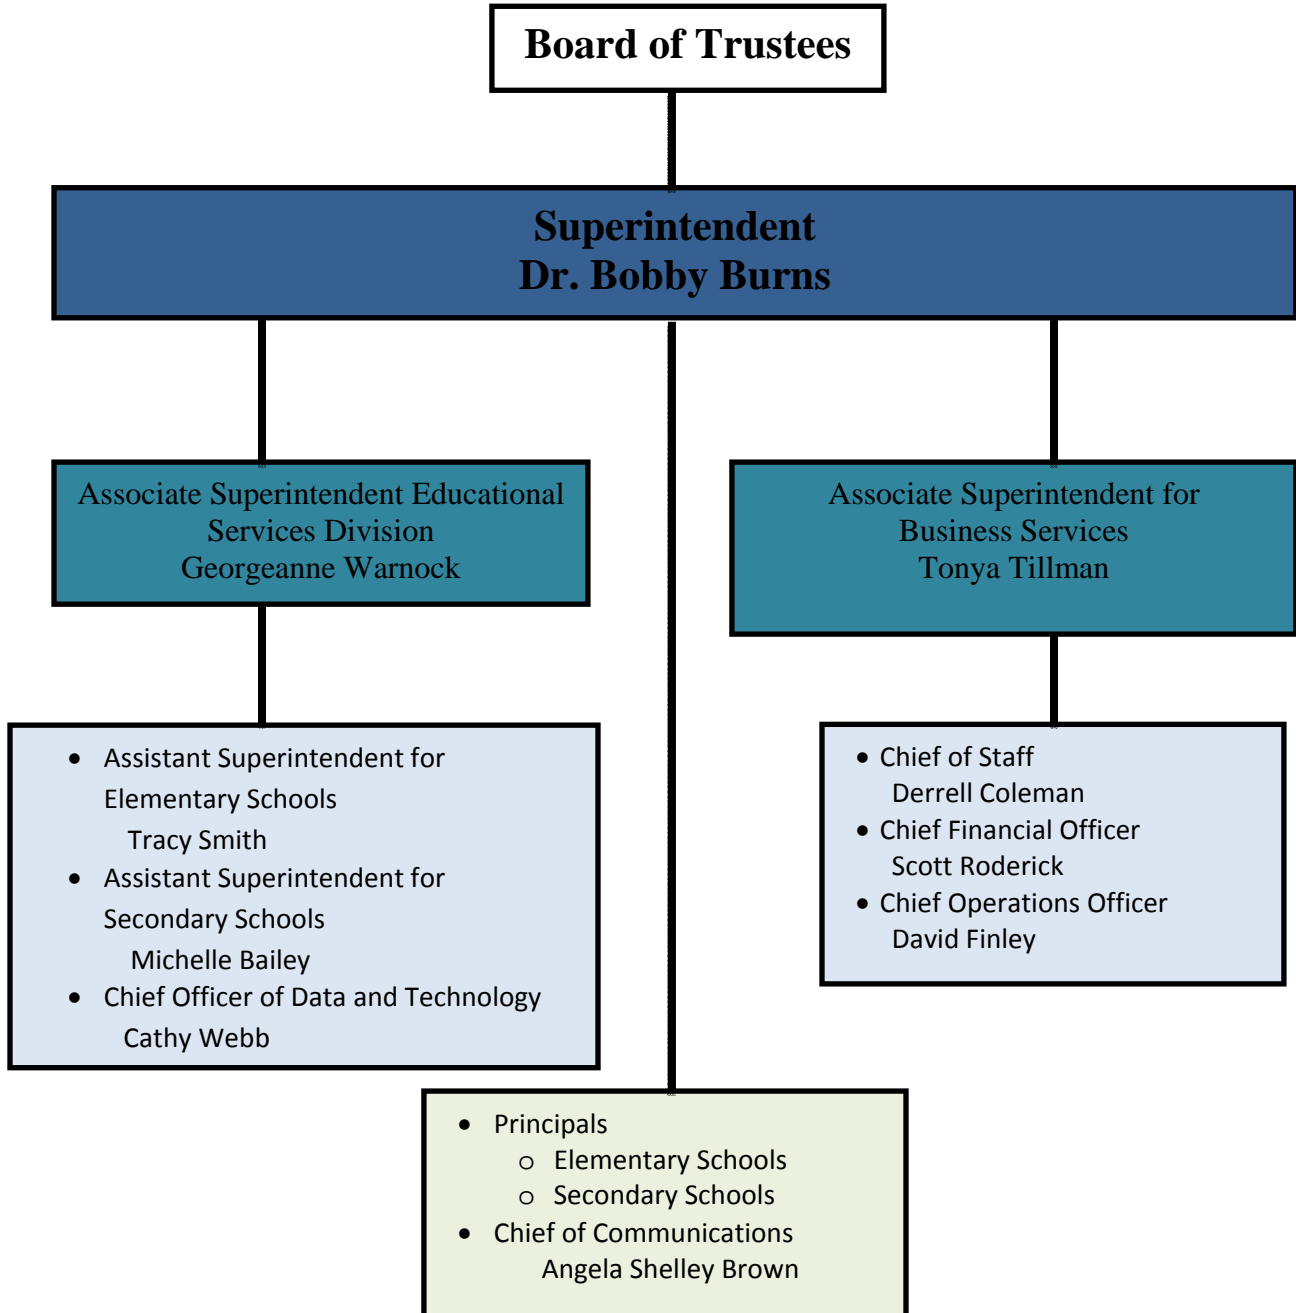 Board of Trustees
Superintendent
Dr. Bobby Burns
Associate Superintendent Educational
Services Division
Georgeanne Warnock
Associate Superintendent for
Business Services
Tonya Tillman
• Assistant Superintendent for
Elementary Schools
Tracy Smith
• Assistant Superintendent for
Secondary Schools
Michelle Bailey
• Chief Officer of Data and Technology
Cathy Webb
• Chief of Staff
Derrell Coleman
• Chief Financial Officer
Scott Roderick
• Chief Operations Officer
David Finley
• Principals
o Elementary Schools
o Secondary Schools
• Chief of Communications
Angela Shelley Brown